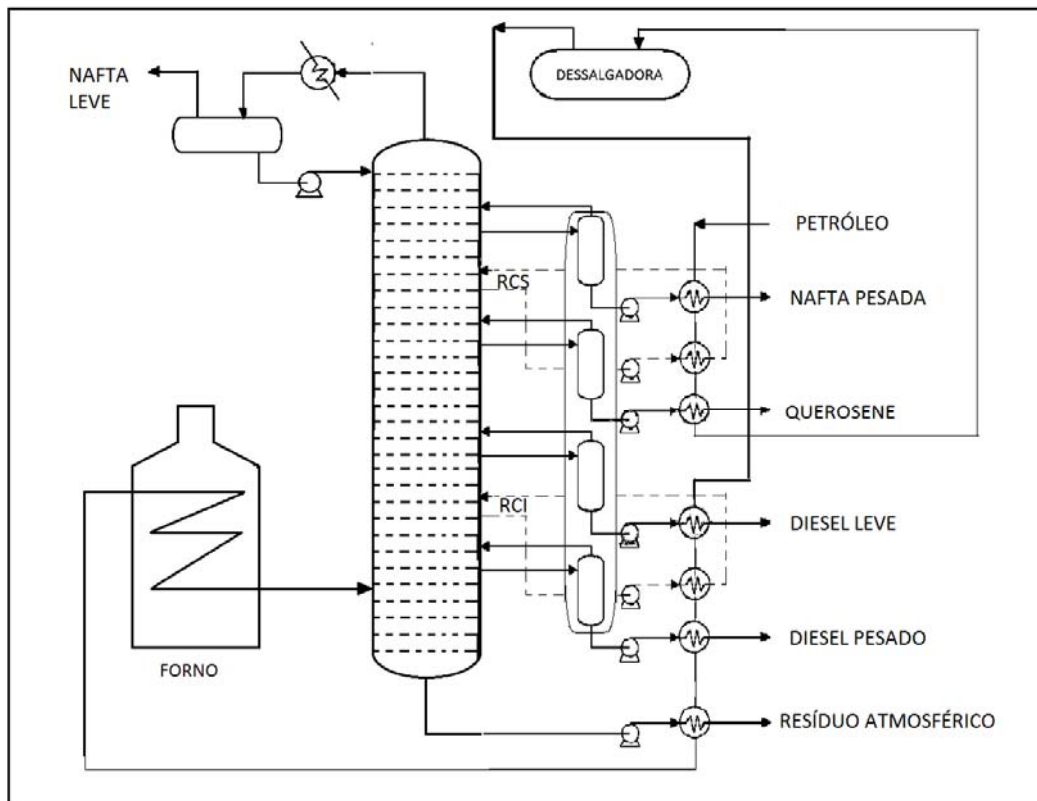 NAFTA
LEVE
DESSALGADORA
PETRÓLEO
RCS
NAFTA PESADA
QUEROSENE
RCI
DIESEL LEVE
DIESEL PESADO
FORNO
RESÍDUO ATMOSFÉRICO